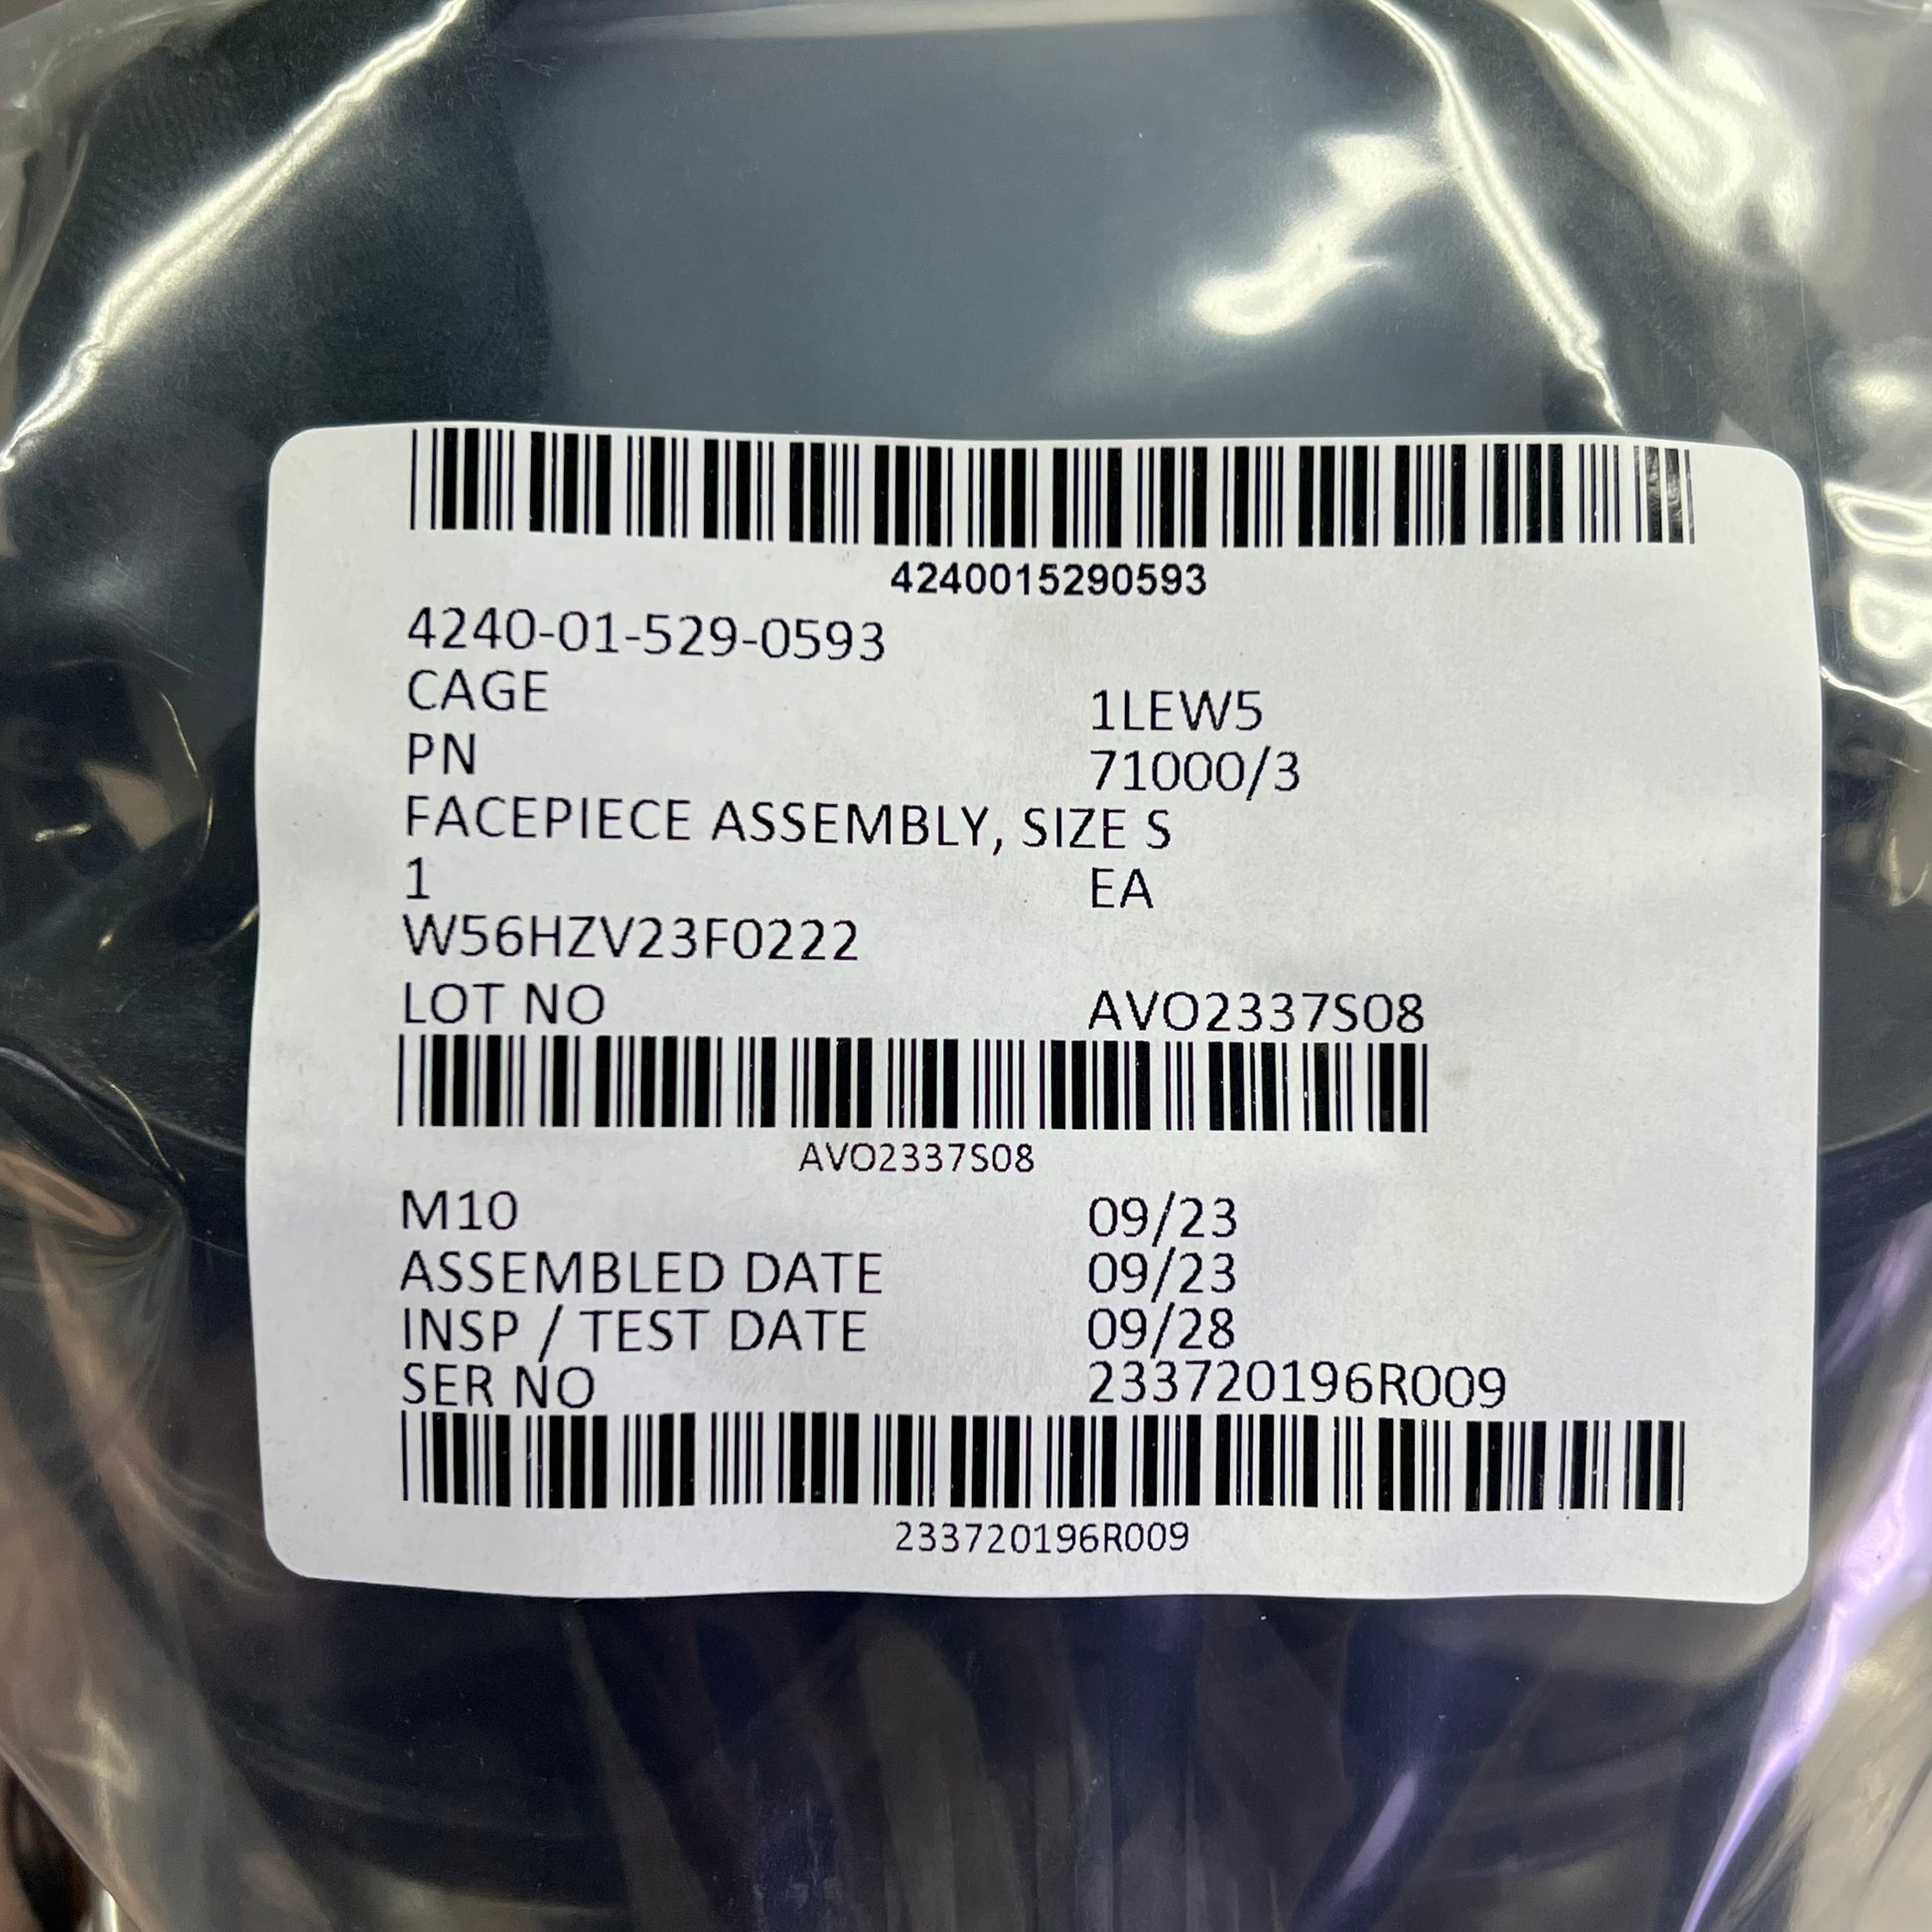 4240015290593
4240-01-529-0593
CAGE 1LEW5
PN 71000/3
FACEPIECE ASSEMBLY, SIZE S
1 EA
W56HZV23F0222
LOT NO AVO2337S08
AVO2337S08
M10 09/23
ASSEMBLED DATE 09/23
INSP / TEST DATE 09/28
SER NO 233720196R009
233720196R009